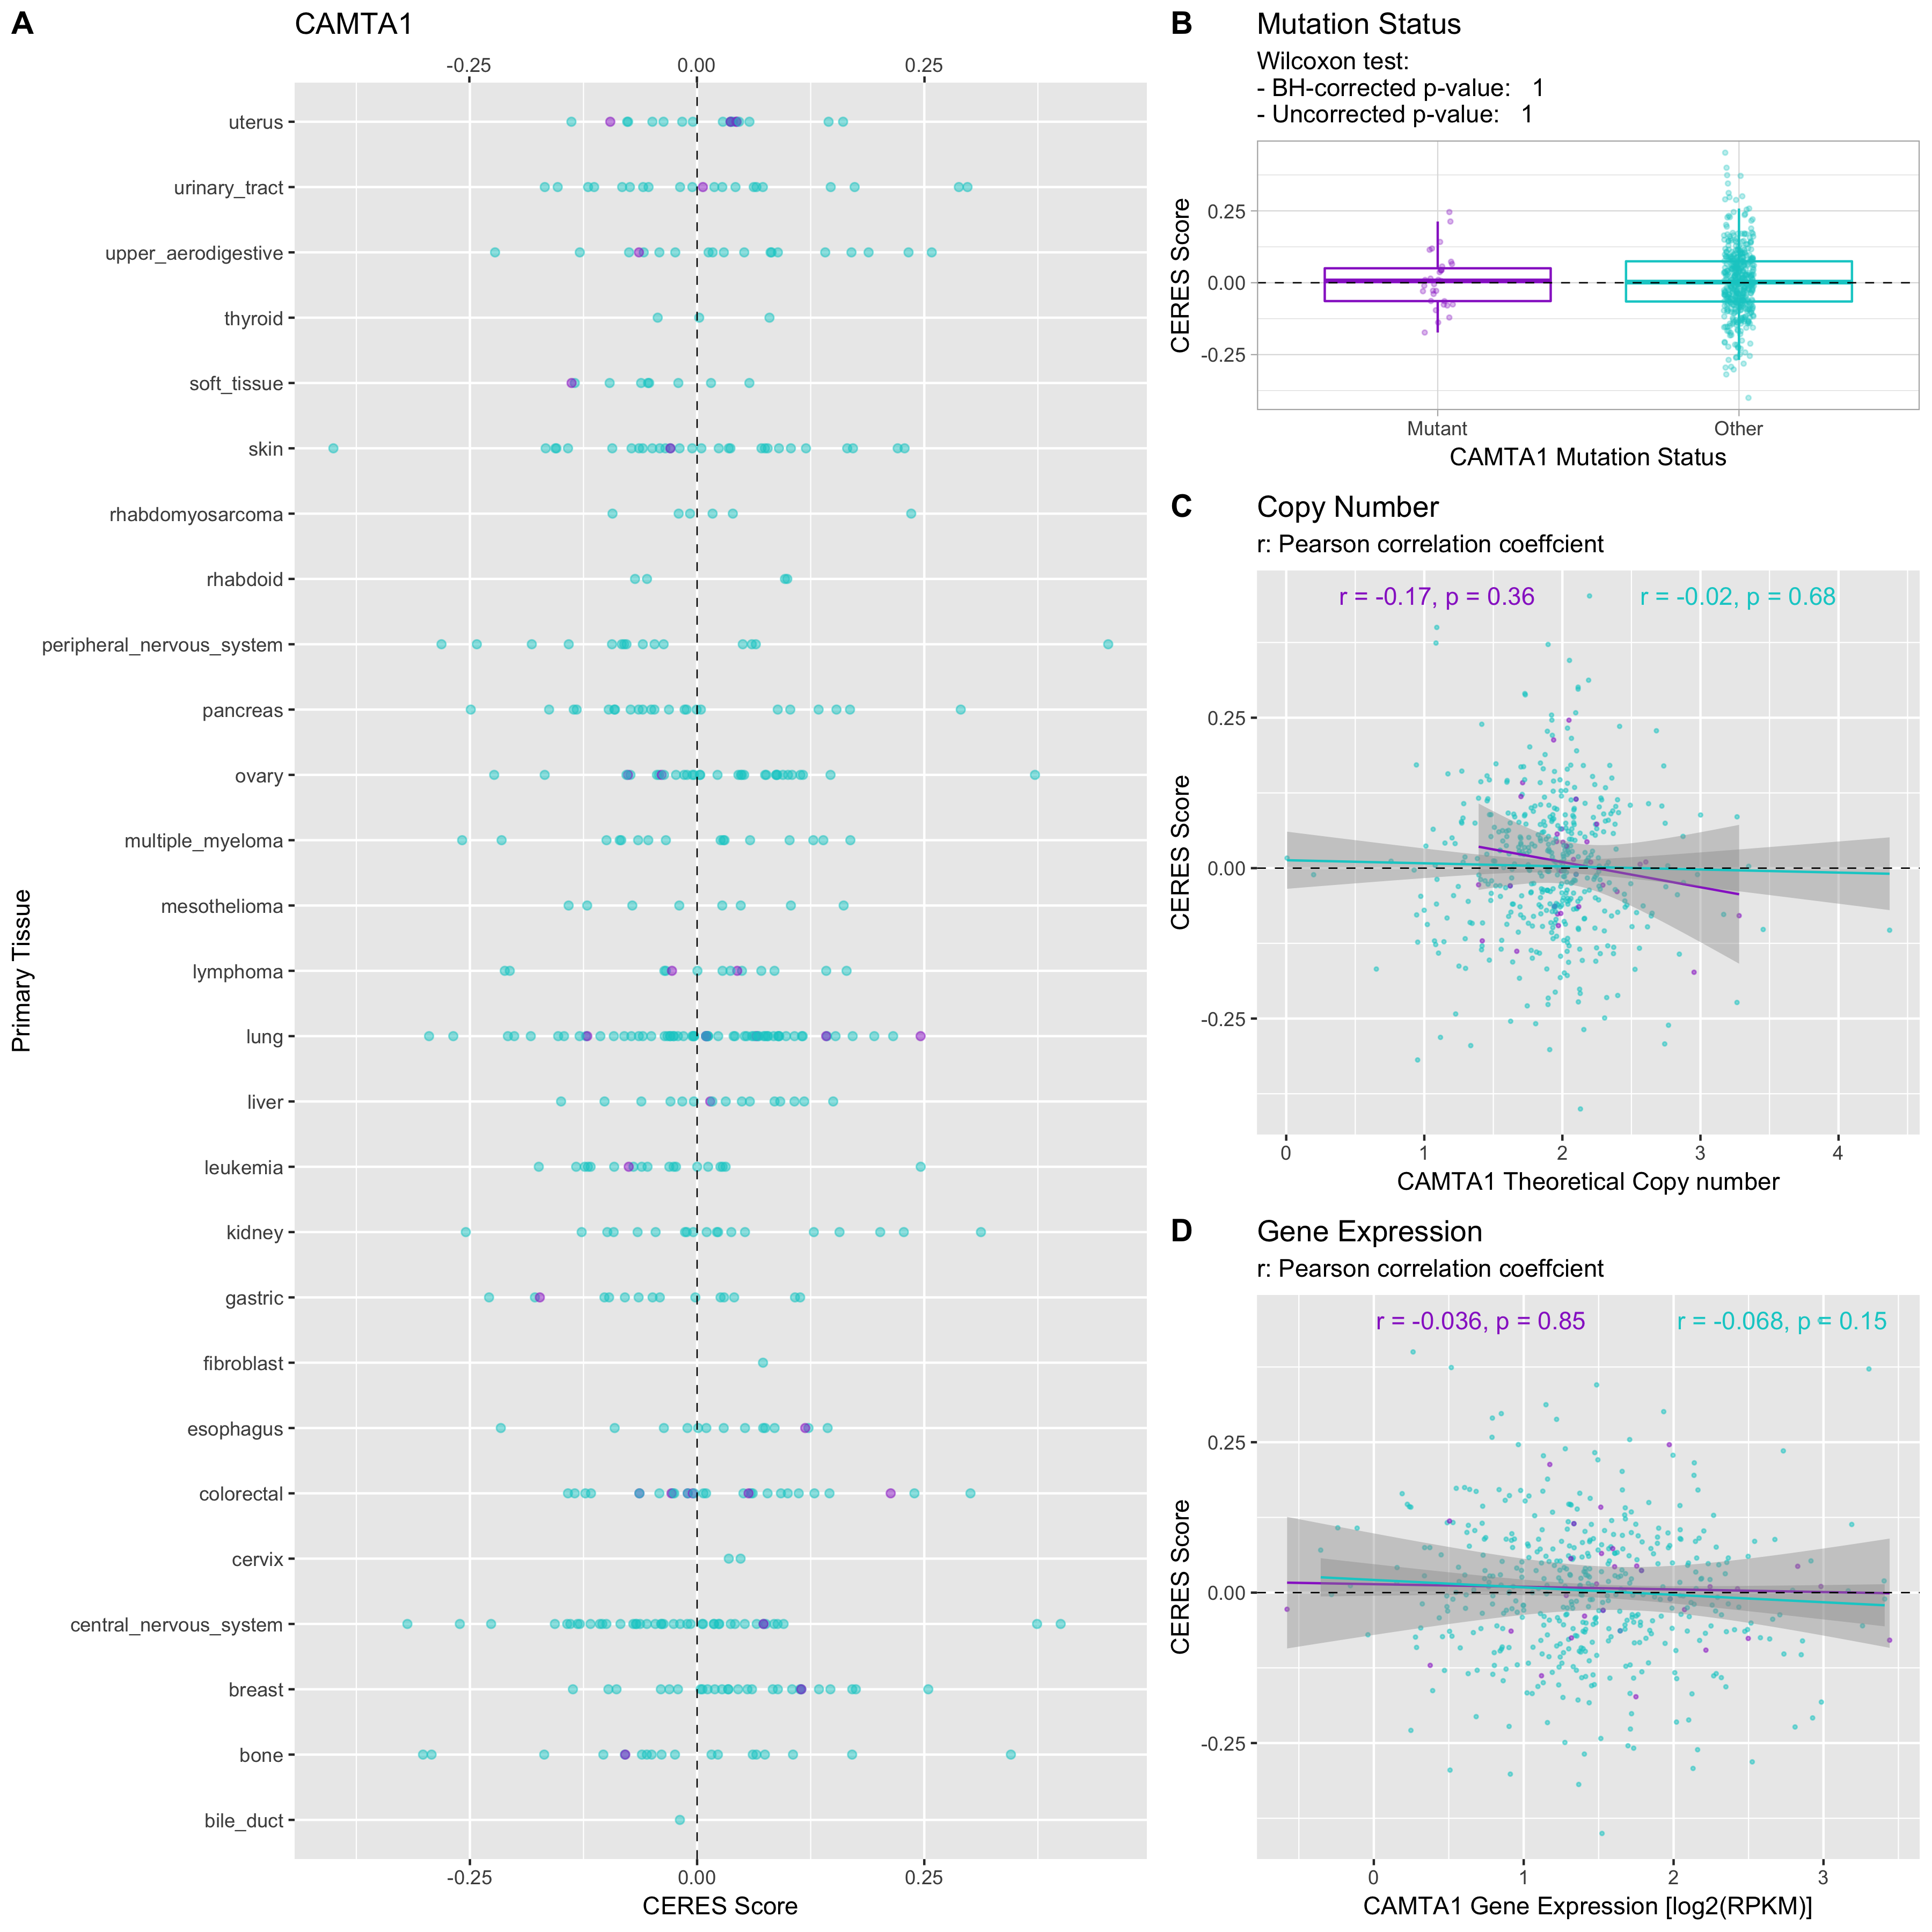 A
CAMTA1
-0.25 0.00 0.25
uterus
urinary_tract
upper_aerodigestive
thyroid
soft_tissue
skin
rhabdomyosarcoma
rhabdoid
peripheral_nervous_system
pancreas
ovary
multiple_myeloma
mesothelioma
lymphoma
lung
liver
leukemia
kidney
gastric
fibroblast
esophagus
colorectal
cervix
central_nervous_system
breast
bone
bile_duct
Primary Tissue
-0.25 0.00 0.25
CERES Score
B
Mutation Status
Wilcoxon test:
- BH-corrected p-value: 1
- Uncorrected p-value: 1
CERES Score
0.25
0.00
-0.25
Mutant Other
CAMTA1 Mutation Status
C
Copy Number
r: Pearson correlation coeffcient
r = -0.17, p = 0.36 r = -0.02, p = 0.68
CERES Score
0.25
0.00
-0.25
0 1 2 3 4
CAMTA1 Theoretical Copy number
D
Gene Expression
r: Pearson correlation coeffcient
r = -0.036, p = 0.85 r = -0.068, p = 0.15
CERES Score
0.25
0.00
-0.25
0 1 2 3
CAMTA1 Gene Expression [log2(RPKM)]